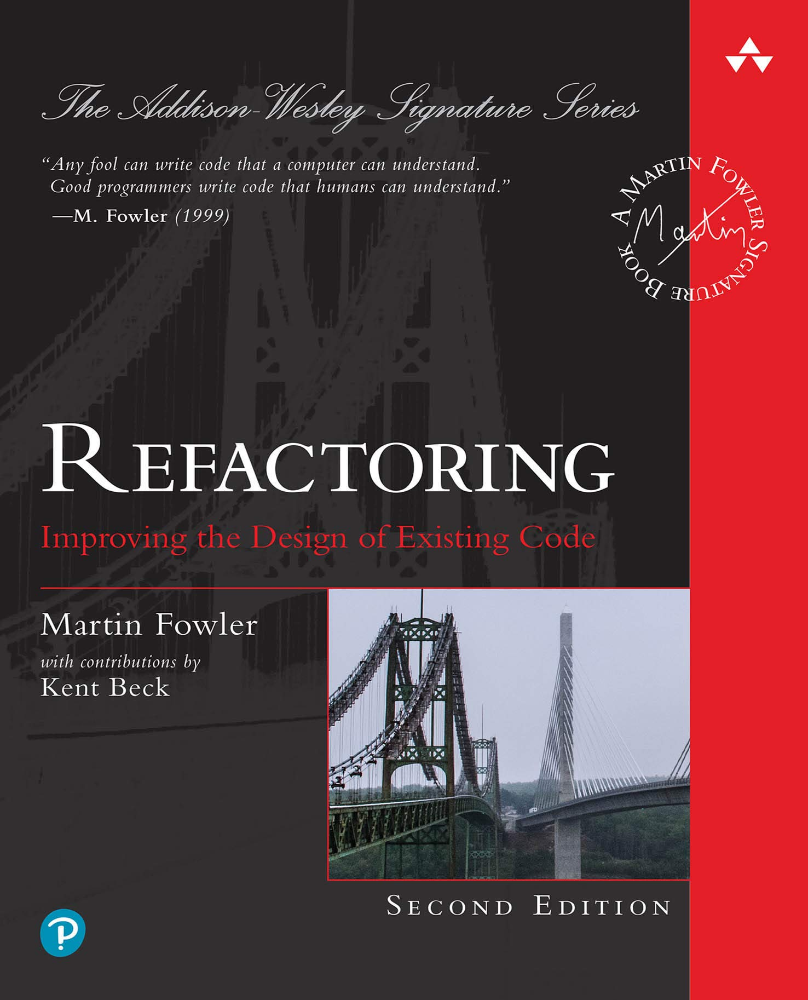 The Addison-Wesley Signature Series
“Any fool can write code that a computer can understand.
Good programmers write code that humans can understand.”
—M. Fowler (1999)
A MARTIN FOWLER SIGNATURE BOOK
Martin
REFACTORING
Improving the Design of Existing Code
Martin Fowler
with contributions by
Kent Beck
SECOND EDITION
P